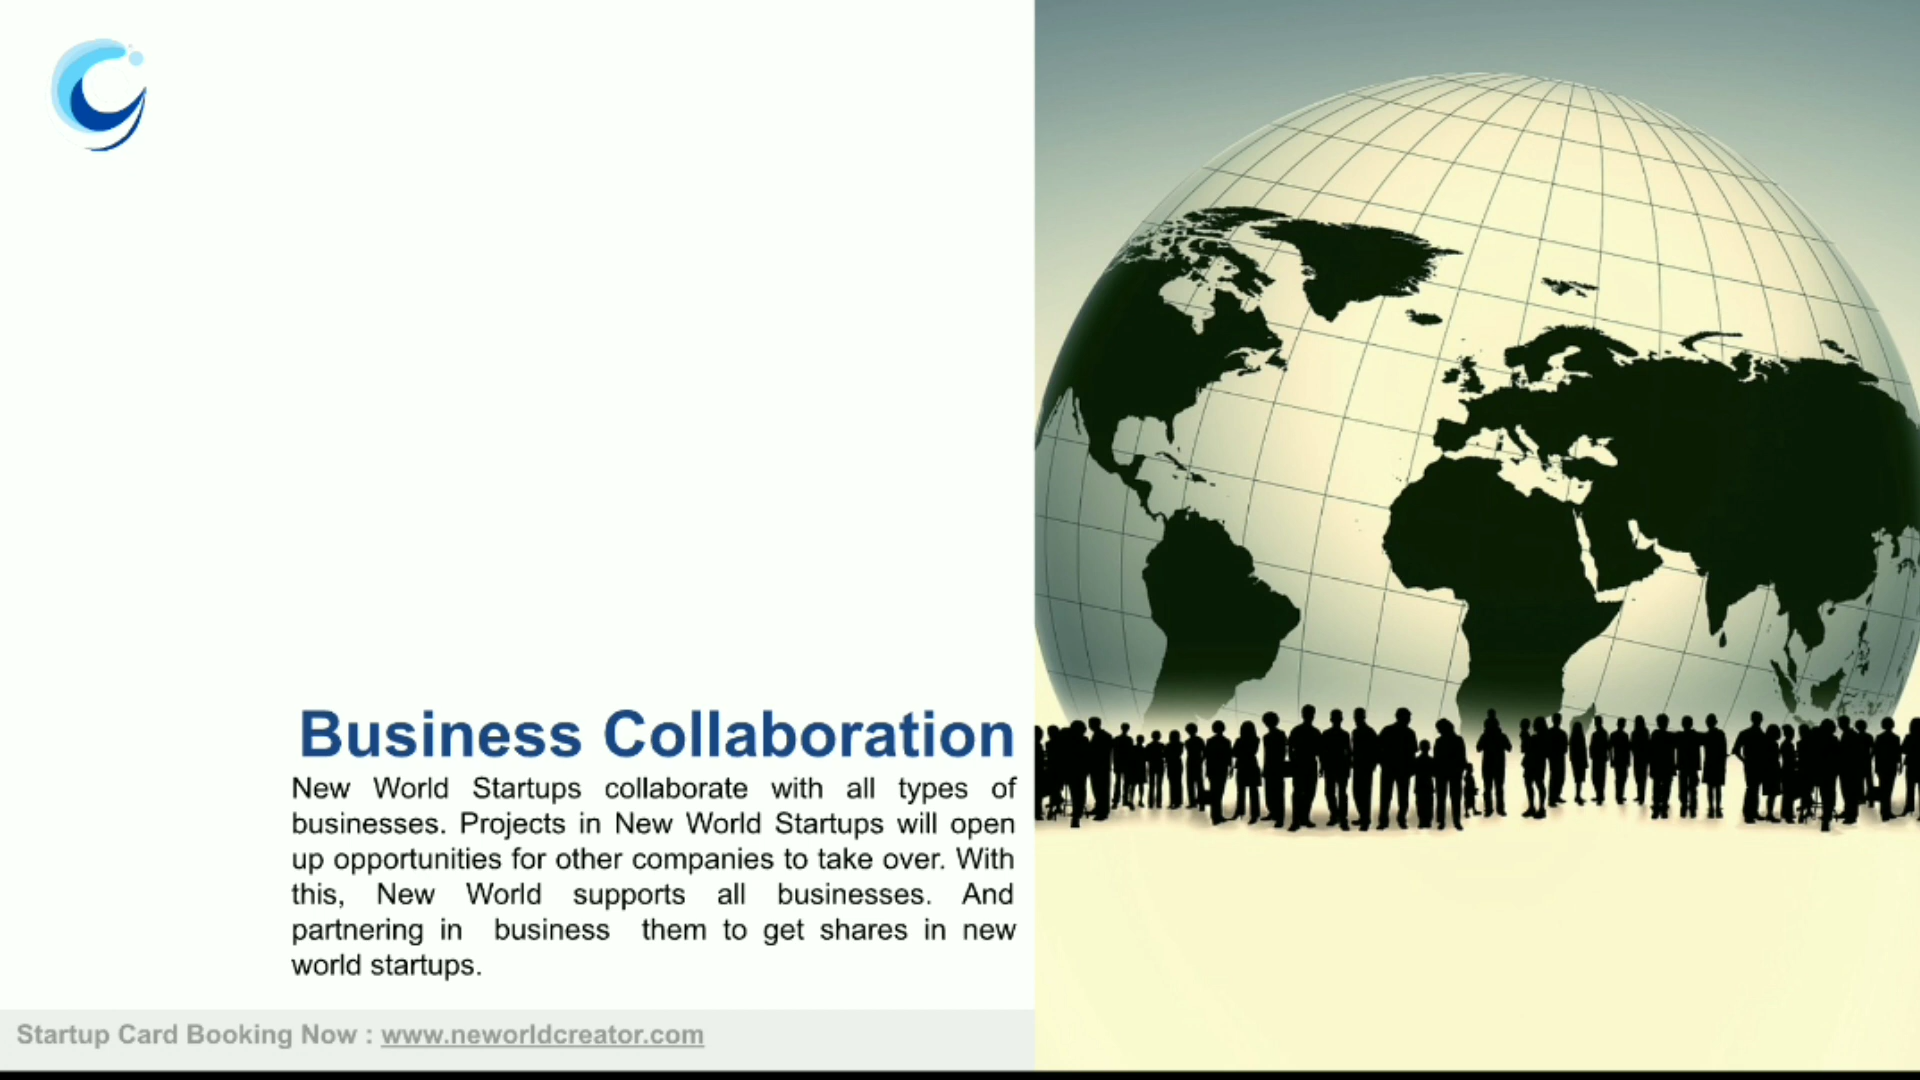 Business Collaboration
New World Startups collaborate with all types of
businesses. Projects in New World Startups will open
up opportunities for other companies to take over. With
this, New World supports all businesses. And
partnering in business them to get shares in new
world startups.
Startup Card Booking Now : www.neworldcreator.com